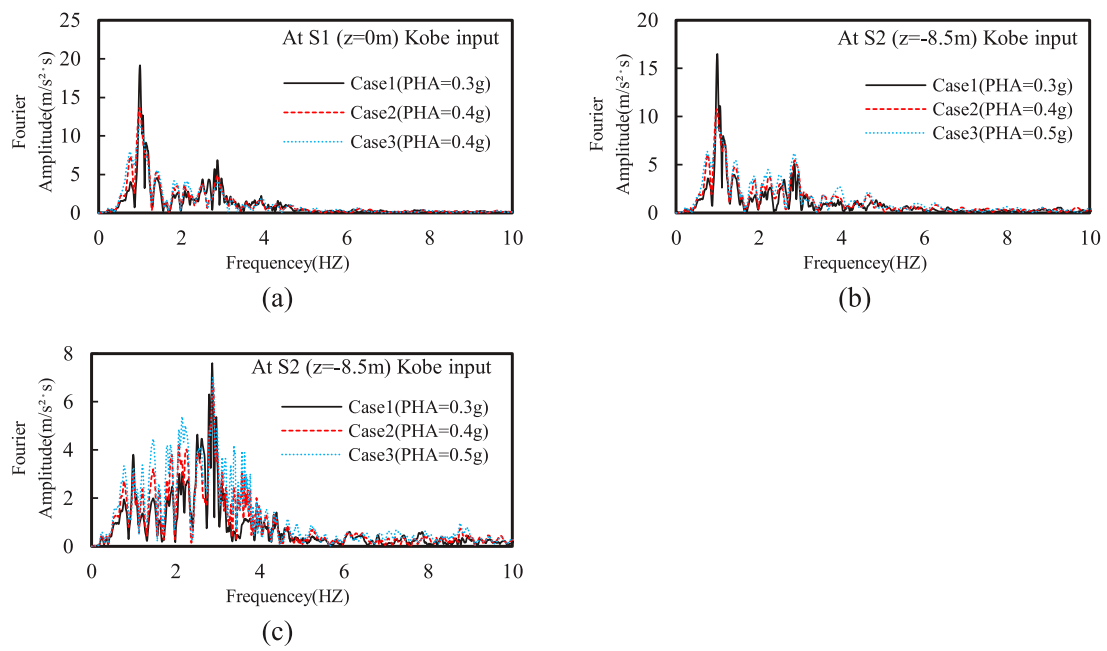 At S1 (z=0m) Kobe input
25
20
15
10
5
0
Fourier
Amplitude(m/s²·s)
Case1(PHA=0.3g)
Case2(PHA=0.4g)
Case3(PHA=0.4g)
0 2 4 6 8 10
Frequencey(HZ)
(a)
At S2 (z=-8.5m) Kobe input
20
15
10
5
0
Fourier
Amplitude(m/s²·s)
Case1(PHA=0.3g)
Case2(PHA=0.4g)
Case3(PHA=0.5g)
0 2 4 6 8 10
Frequencey(HZ)
(b)
At S2 (z=-8.5m) Kobe input
8
6
4
2
0
Fourier
Amplitude(m/s²·s)
Case1(PHA=0.3g)
Case2(PHA=0.4g)
Case3(PHA=0.5g)
0 2 4 6 8 10
Frequencey(HZ)
(c)